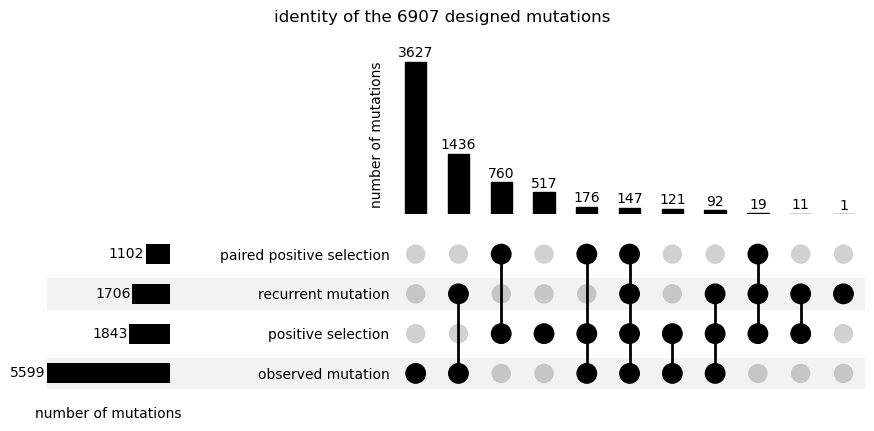 identity of the 6907 designed mutations
number of mutations
3627
1436
760
517
176
147
121
92
19
11
1
1102
paired positive selection
1706
recurrent mutation
1843
positive selection
5599
observed mutation
number of mutations